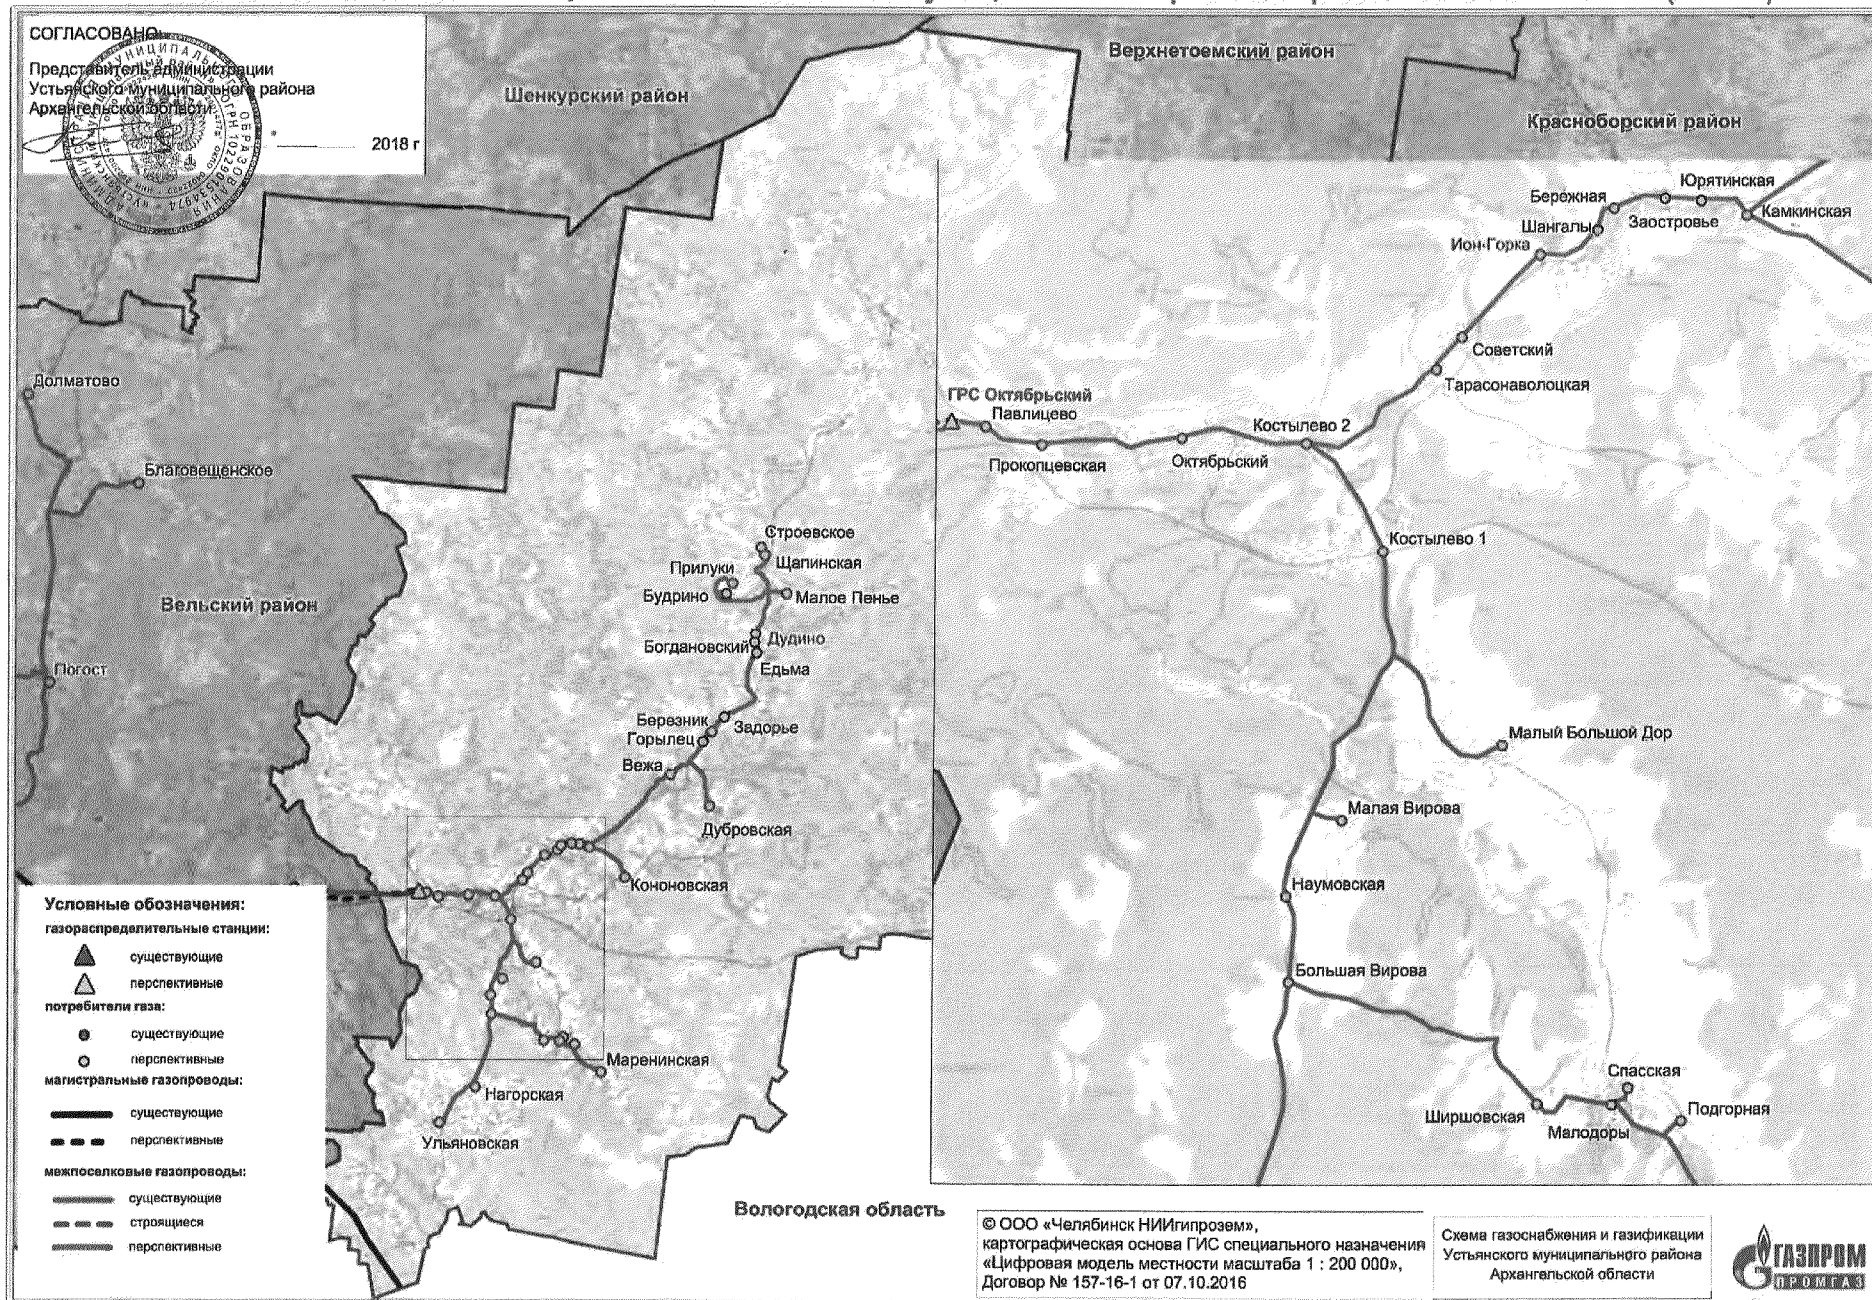 СОГЛАСОВАНО:
Представитель администрации
Устьянского муниципального района
Архангельской области
2018 г
Шенкурский район
Верхнетоемский район
Красноборский район
Юрятинская
Бережная
Заостровье
Камкинская
Шангалы
Ион-Горка
Советский
Тарасонаволоцкая
ГРС Октябрьский
Павлицево
Костылево 2
Прокопцевская
Октябрьский
Костылево 1
Малый Большой Дор
Малая Вирова
Наумовская
Большая Вирова
Спасская
Ширшовская
Малодоры
Подгорная
Долматово
Благовещенское
Вельский район
Погост
Строевское
Щапинская
Прилуки
Будрино
Малое Пенье
Дудино
Богдановский
Едьма
Березник
Задорье
Горылец
Вежа
Дубровская
Кононовская
Маренинская
Нагорская
Ульяновская
Вологодская область
Условные обозначения:
газораспределительные станции:
существующие
перспективные
потребители газа:
существующие
перспективные
магистральные газопроводы:
существующие
перспективные
межпоселковые газопроводы:
существующие
строящиеся
перспективные
© ООО «Челябинск НИИгипрозем»,
картографическая основа ГИС специального назначения
«Цифровая модель местности масштаба 1 : 200 000»,
Договор № 157-16-1 от 07.10.2016
Схема газоснабжения и газификации
Устьянского муниципального района
Архангельской области
ГАЗПРОМ
ПРОМГАЗ